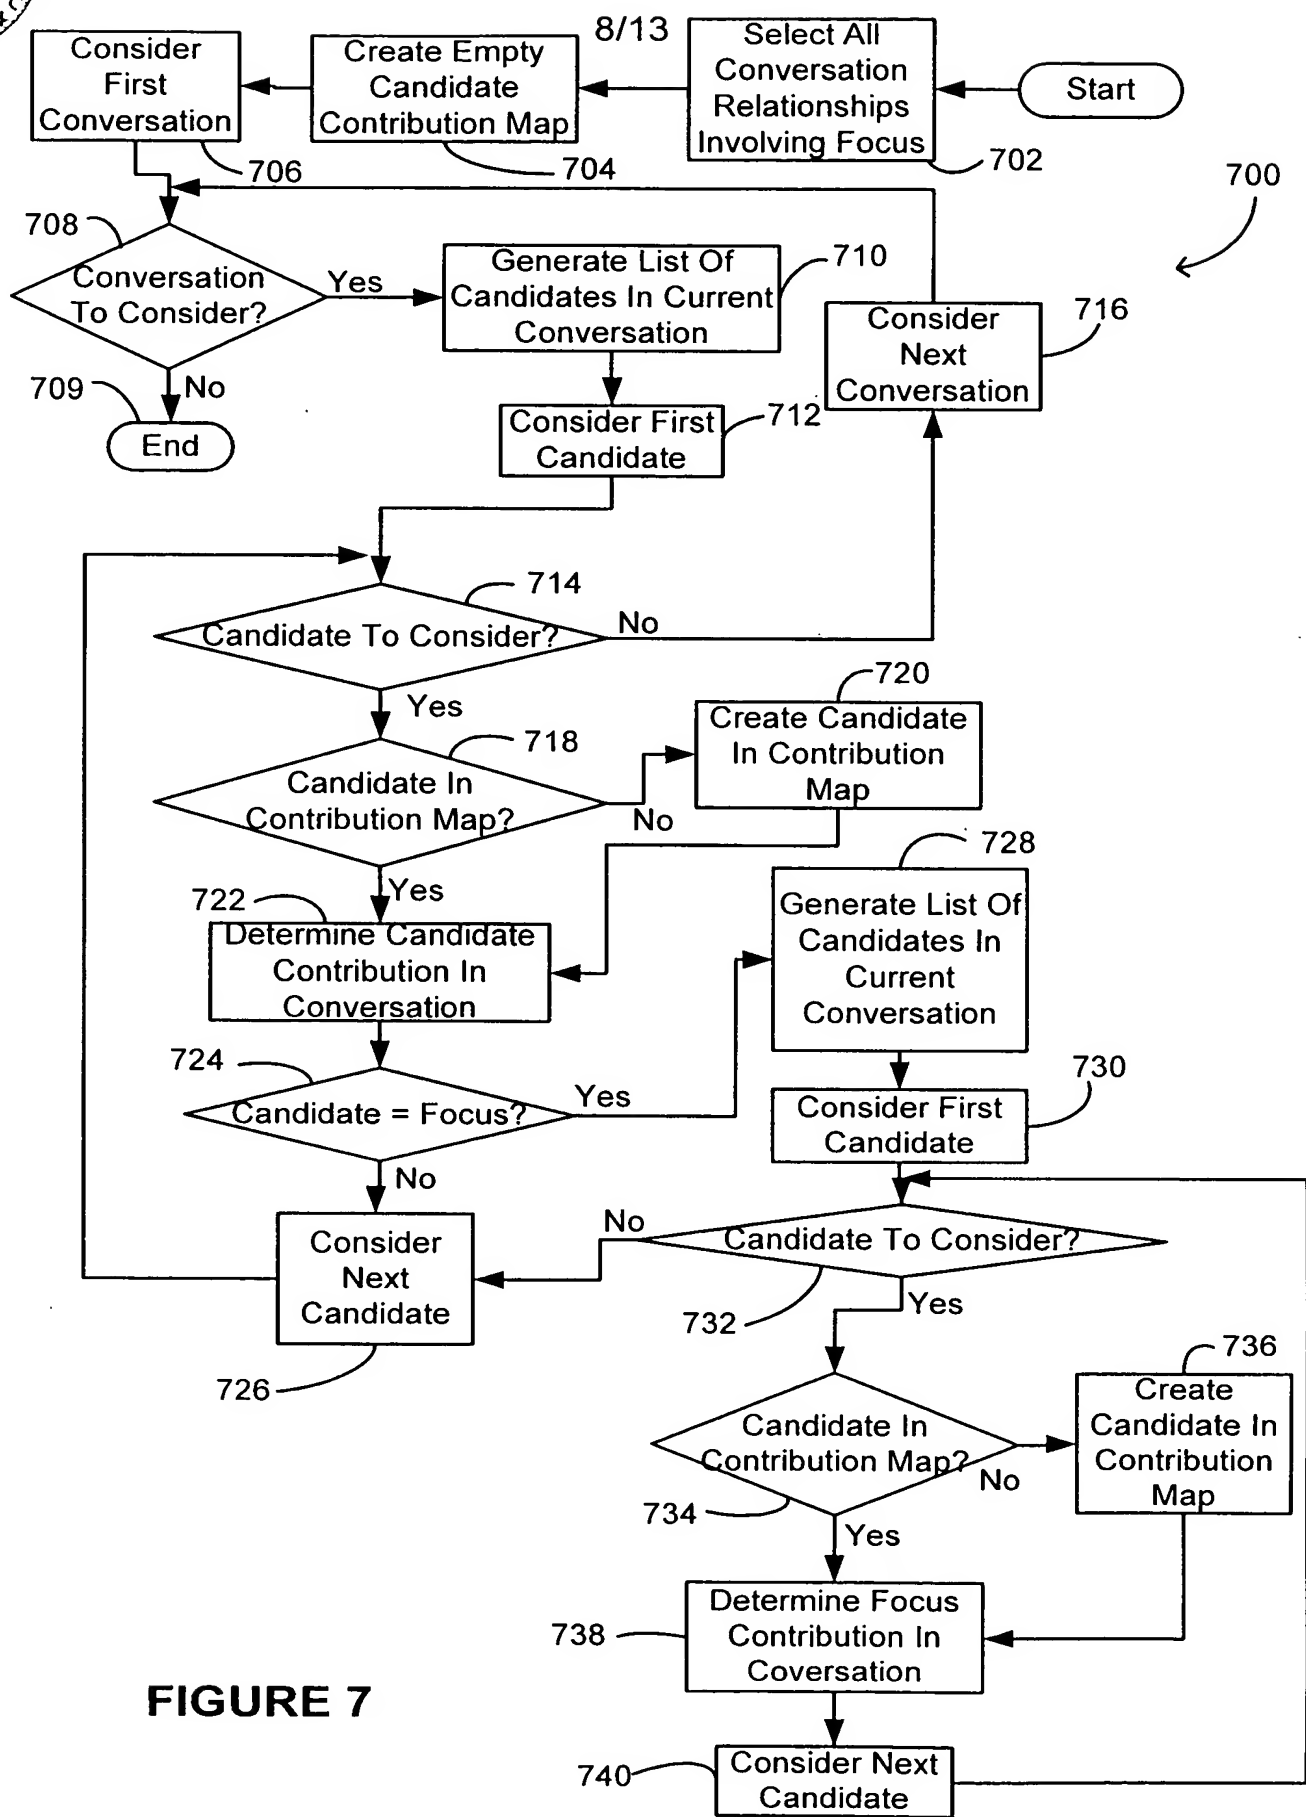 8/13
Start
Select All
Conversation
Relationships
Involving Focus
702
Create Empty
Candidate
Contribution Map
704
Consider
First
Conversation
706
700
708
Conversation
To Consider?
Yes
No
709
End
Generate List Of
Candidates In Current
Conversation
710
Consider First
Candidate
712
Consider
Next
Conversation
716
714
Candidate To Consider?
No
Yes
718
Candidate In
Contribution Map?
No
Yes
720
Create Candidate
In Contribution
Map
722
Determine Candidate
Contribution In
Conversation
724
Candidate = Focus?
Yes
No
Consider
Next
Candidate
726
728
Generate List Of
Candidates In
Current
Conversation
730
Consider First
Candidate
No
Candidate To Consider?
732
Yes
Candidate In
Contribution Map?
734
No
Yes
736
Create
Candidate In
Contribution
Map
738
Determine Focus
Contribution In
Coversation
740
Consider Next
Candidate
FIGURE 7